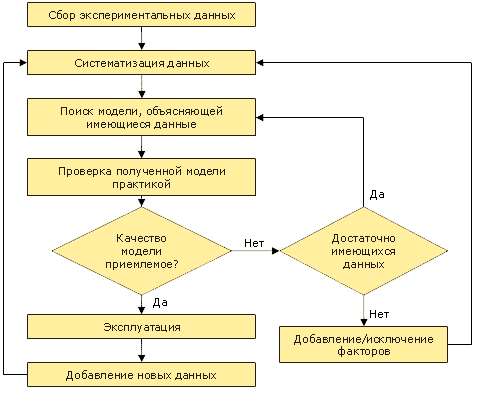 Сбор экспериментальных данных
Систематизация данных
Поиск модели, объясняющей
имеющиеся данные
Проверка полученной модели
практикой
Да
Качество
модели
приемлемое?
Нет
Достаточно
имеющихся
данных
Да
Нет
Эксплуатация
Добавление/исключение
факторов
Добавление новых данных